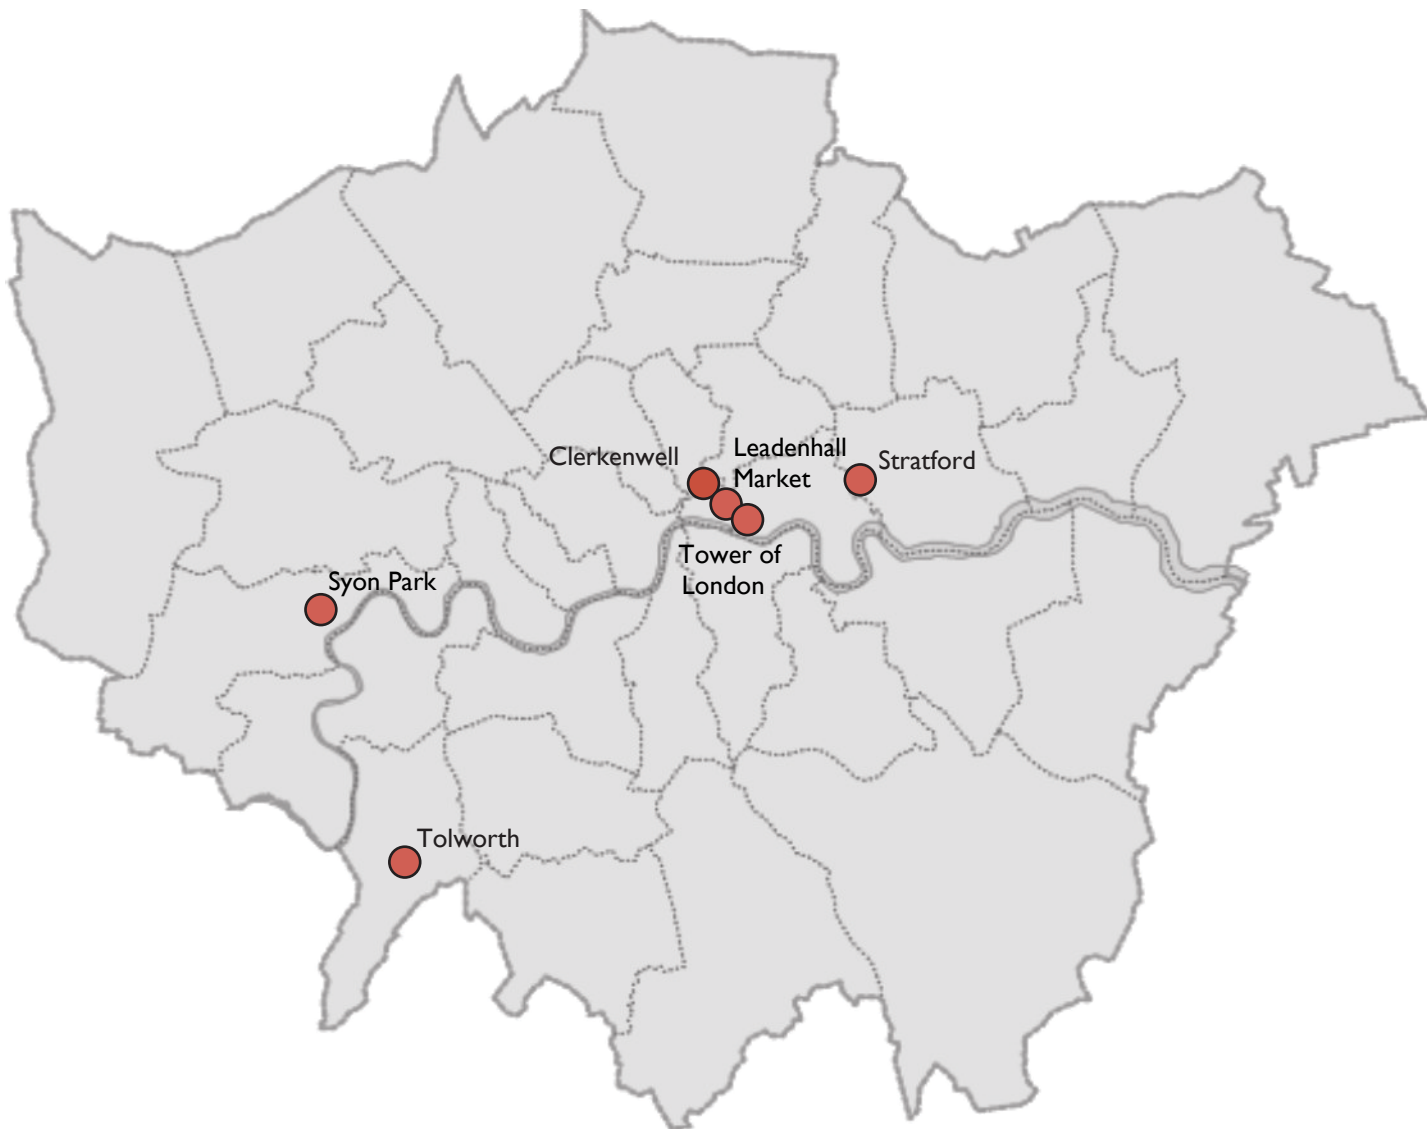 Leadenhall
Market
Clerkenwell
Stratford
Tower of
London
Syon Park
Tolworth